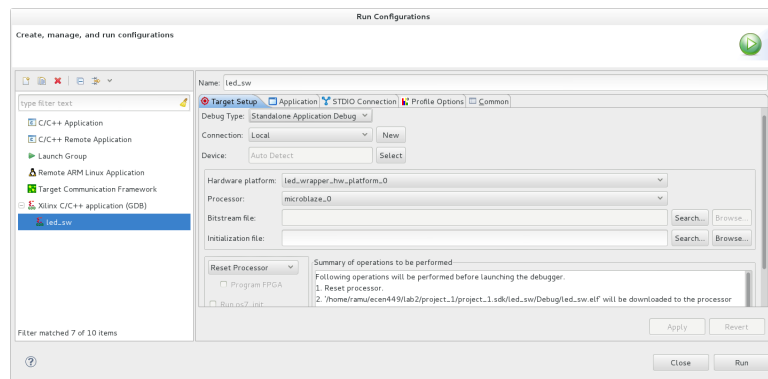 Run Configurations
Create, manage, and run configurations
type filter text
C/C++ Application
C/C++ Remote Application
Launch Group
Remote ARM Linux Application
Target Communication Framework
Xilinx C/C++ application (GDB)
led_sw
Filter matched 7 of 10 items
Name: led_sw
Target Setup Application STDIO Connection Profile Options Common
Debug Type: Standalone Application Debug
Connection: Local New
Device: Auto Detect Select
Hardware platform: led_wrapper_hw_platform_0
Processor: microblaze_0
Bitstream file: Search... Browse...
Initialization file: Search... Browse...
Reset Processor
Program FPGA
Run ps7_init
Summary of operations to be performed
Following operations will be performed before launching the debugger.
1. Reset processor.
2. '/home/ramu/ecen449/lab2/project_1/project_1.sdk/led_sw/Debug/led_sw.elf' will be downloaded to the processor
Apply Revert
Close Run